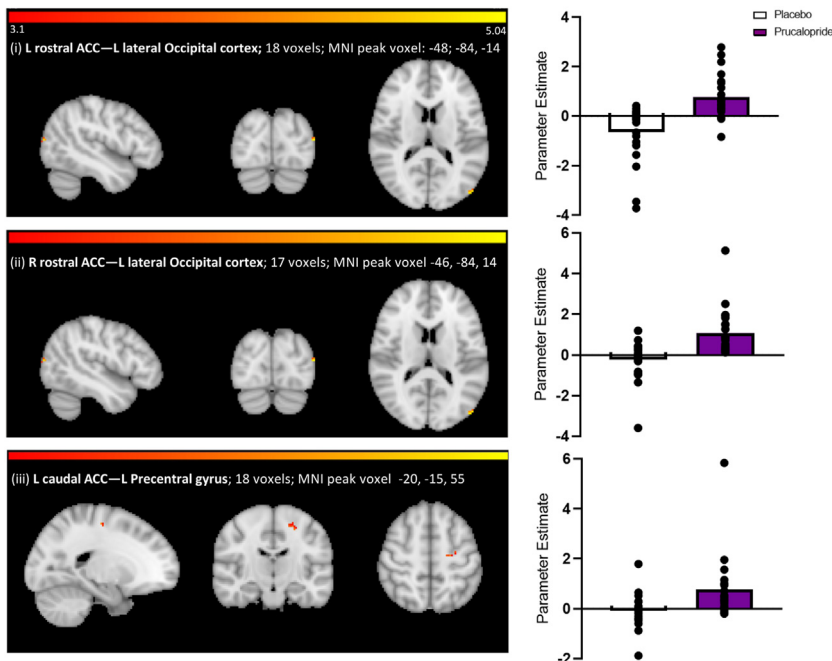 3.1 5.04
(i) L rostral ACC—L lateral Occipital cortex; 18 voxels; MNI peak voxel: -48; -84, -14
4
2
0
-2
-4
Parameter Estimate
Placebo
Prucalopride
(ii) R rostral ACC—L lateral Occipital cortex; 17 voxels; MNI peak voxel -46, -84, 14
6
4
2
0
-2
-4
Parameter Estimate
(iii) L caudal ACC—L Precentral gyrus; 18 voxels; MNI peak voxel -20, -15, 55
6
4
2
0
-2
Parameter Estimate